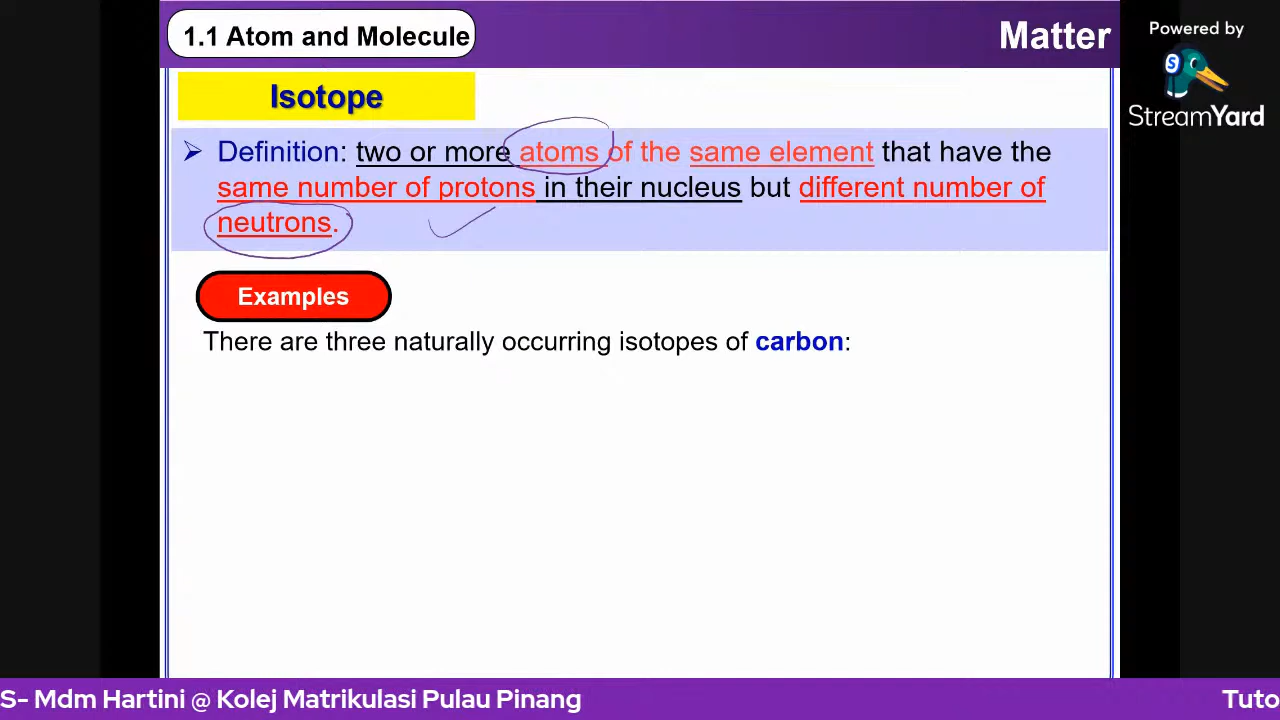 1.1 Atom and Molecule
Matter
Powered by
StreamYard
Isotope
Definition: two or more atoms of the same element that have the
same number of protons in their nucleus but different number of
neutrons.
Examples
There are three naturally occurring isotopes of carbon:
S- Mdm Hartini @ Kolej Matrikulasi Pulau Pinang
Tuto